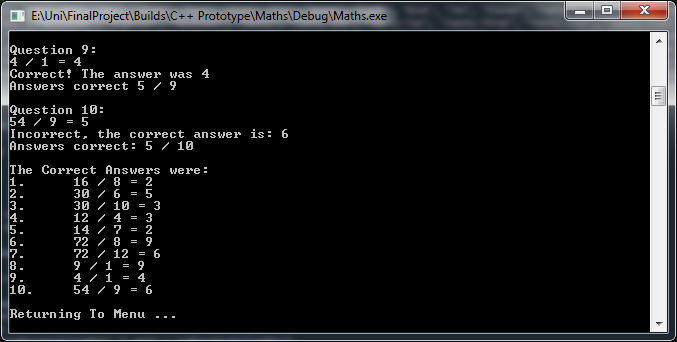 E:\Uni\FinalProject\Builds\C++ Prototype\Maths\Debug\Maths.exe
Question 9:
4 / 1 = 4
Correct! The answer was 4
Answers correct 5 / 9
Question 10:
54 / 9 = 5
Incorrect, the correct answer is: 6
Answers correct: 5 / 10
The Correct Answers were:
1. 16 / 8 = 2
2. 30 / 6 = 5
3. 30 / 10 = 3
4. 12 / 4 = 3
5. 14 / 7 = 2
6. 72 / 8 = 9
7. 72 / 12 = 6
8. 9 / 1 = 9
9. 4 / 1 = 4
10. 54 / 9 = 6
Returning To Menu ...